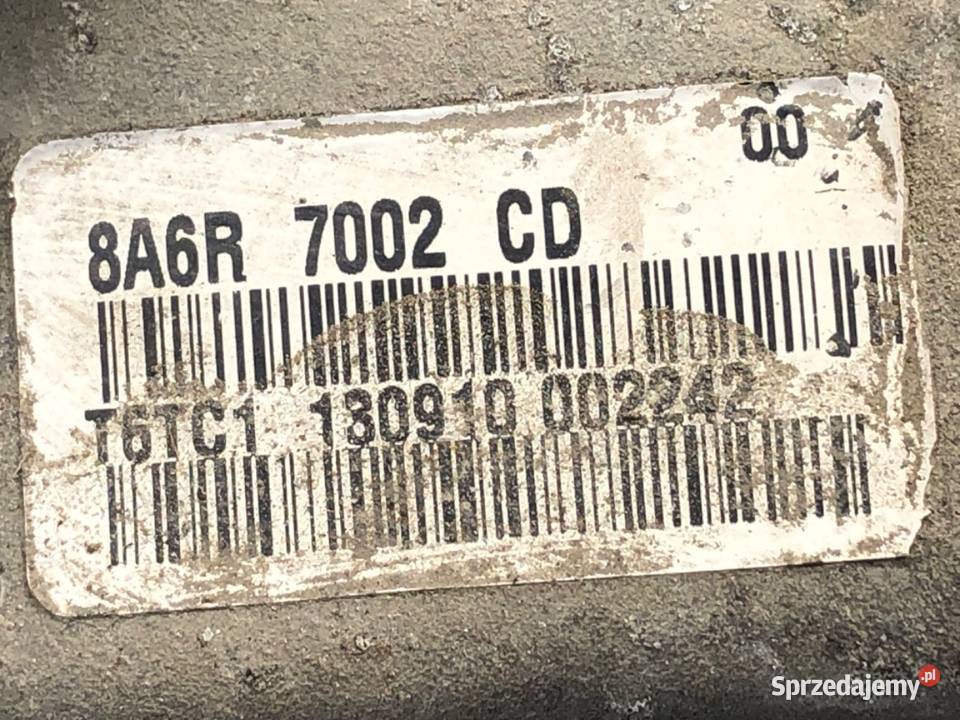 00
8A6R 7002 CD
T6TC1 130910 002242
Sprzedajemy.pl